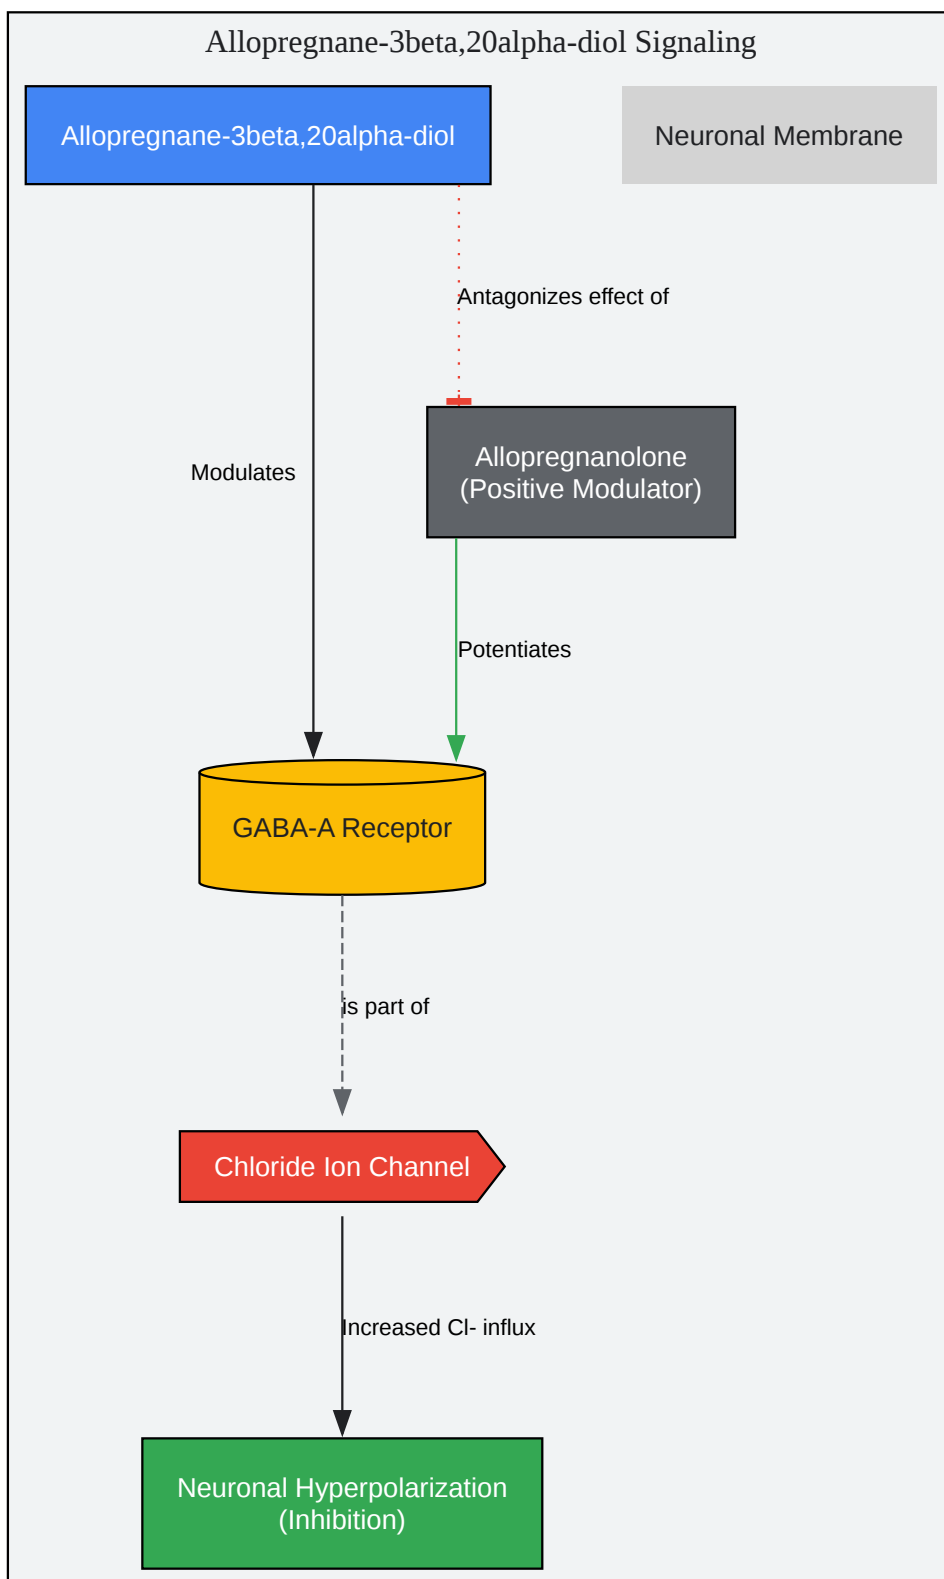 Allopregnane-3beta,20alpha-diol Signaling
Allopregnane-3beta,20alpha-diol
Neuronal Membrane
Antagonizes effect of
Allopregnanolone
(Positive Modulator)
Modulates
Potentiates
GABA-A Receptor
is part of
Chloride Ion Channel
Increased Cl- influx
Neuronal Hyperpolarization
(Inhibition)